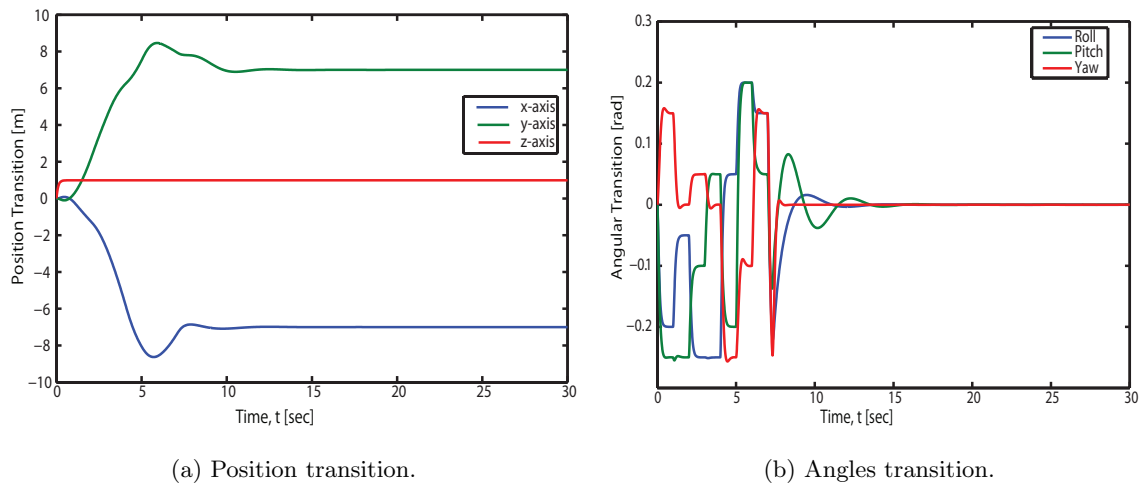 10
8
6
4
2
0
−2
−4
−6
−8
−10
0
5
10
15
20
25
30
Position Transition [m]
Time, t [sec]
x-axis
y-axis
z-axis
(a) Position transition.
0.3
0.2
0.1
0
-0.1
-0.2
0
5
10
15
20
25
30
Angular Transition [rad]
Time, t [sec]
Roll
Pitch
Yaw
(b) Angles transition.